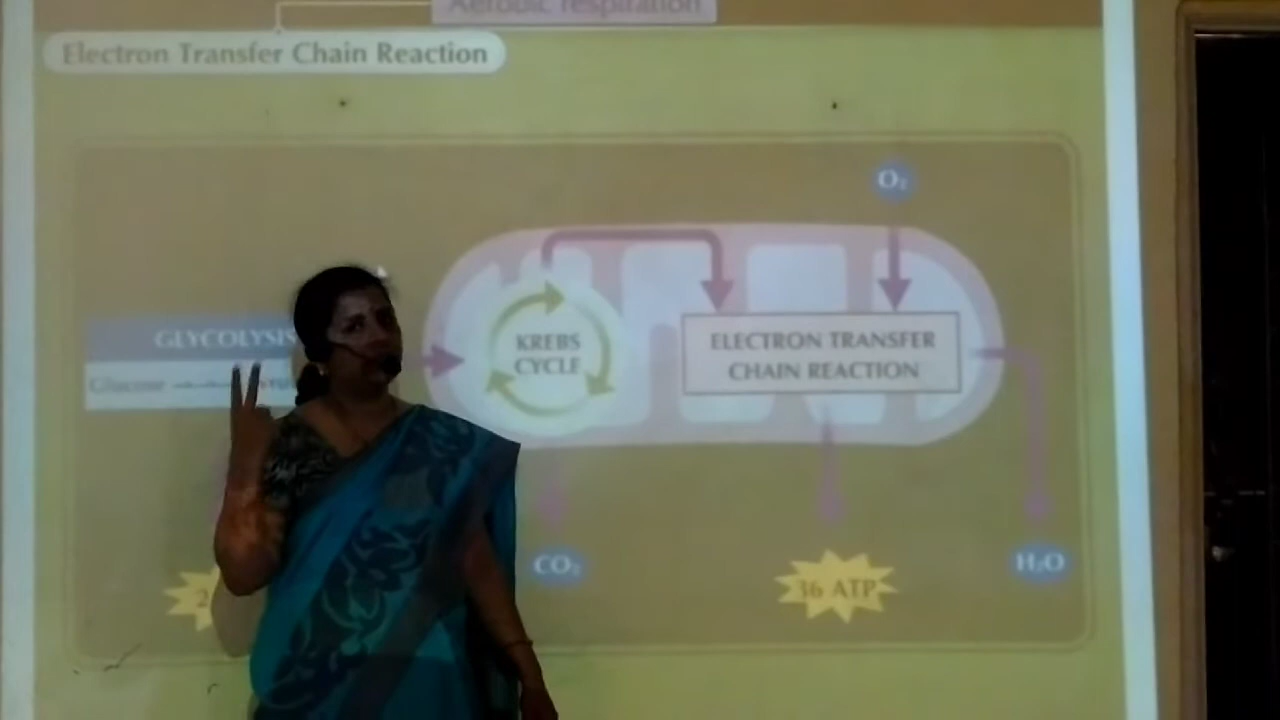 Aerobic respiration
Electron Transfer Chain Reaction
O₂
GLYCOLYSIS
Glucose
KREBS
CYCLE
ELECTRON TRANSFER
CHAIN REACTION
CO₂
36 ATP
H₂O
2